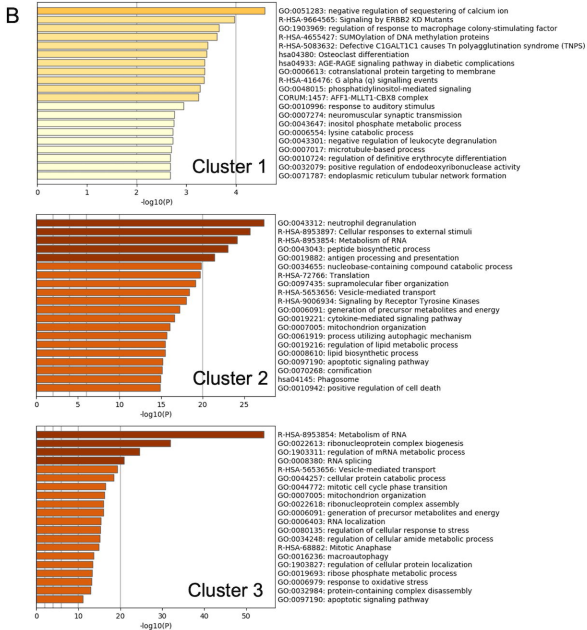 B
GO:0051283: negative regulation of sequestering of calcium ion
R-HSA-9664565: Signaling by ERBB2 KD Mutants
GO:1903969: regulation of response to macrophage colony-stimulating factor
R-HSA-4655427: SUMOylation of DNA methylation proteins
R-HSA-5083632: Defective C1GALT1C1 causes Tn polyagglutination syndrome (TNPS)
hsa04380: Osteoclast differentiation
hsa04933: AGE-RAGE signaling pathway in diabetic complications
GO:0006613: cotranslational protein targeting to membrane
R-HSA-416476: G alpha (q) signalling events
GO:0048015: phosphatidylinositol-mediated signaling
CORUM:1457: AFF1-MLLT1-CBX8 complex
GO:0010996: response to auditory stimulus
GO:0007274: neuromuscular synaptic transmission
GO:0043647: inositol phosphate metabolic process
GO:0006554: lysine catabolic process
GO:0043301: negative regulation of leukocyte degranulation
GO:0007017: microtubule-based process
GO:0010724: regulation of definitive erythrocyte differentiation
GO:0032079: positive regulation of endodeoxyribonuclease activity
GO:0071787: endoplasmic reticulum tubular network formation
Cluster 1
0 1 2 3 4
-log10(P)
GO:0043312: neutrophil degranulation
R-HSA-8953897: Cellular responses to external stimuli
R-HSA-8953854: Metabolism of RNA
GO:0043043: peptide biosynthetic process
GO:0019882: antigen processing and presentation
GO:0034655: nucleobase-containing compound catabolic process
R-HSA-72766: Translation
GO:0097435: supramolecular fiber organization
R-HSA-5653656: Vesicle-mediated transport
R-HSA-9006934: Signaling by Receptor Tyrosine Kinases
GO:0006091: generation of precursor metabolites and energy
GO:0019221: cytokine-mediated signaling pathway
GO:0007005: mitochondrion organization
GO:0061919: process utilizing autophagic mechanism
GO:0019216: regulation of lipid metabolic process
GO:0008610: lipid biosynthetic process
GO:0097190: apoptotic signaling pathway
GO:0070268: cornification
hsa04145: Phagosome
GO:0010942: positive regulation of cell death
Cluster 2
0 5 10 15 20 25
-log10(P)
R-HSA-8953854: Metabolism of RNA
GO:0022613: ribonucleoprotein complex biogenesis
GO:1903311: regulation of mRNA metabolic process
GO:0008380: RNA splicing
R-HSA-5653656: Vesicle-mediated transport
GO:0044257: cellular protein catabolic process
GO:0044772: mitotic cell cycle phase transition
GO:0007005: mitochondrion organization
GO:0022618: ribonucleoprotein complex assembly
GO:0006091: generation of precursor metabolites and energy
GO:0006403: RNA localization
GO:0080135: regulation of cellular response to stress
GO:0034248: regulation of cellular amide metabolic process
R-HSA-68882: Mitotic Anaphase
GO:0016236: macroautophagy
GO:1903827: regulation of cellular protein localization
GO:0019693: ribose phosphate metabolic process
GO:0006979: response to oxidative stress
GO:0032984: protein-containing complex disassembly
GO:0097190: apoptotic signaling pathway
Cluster 3
0 10 20 30 40 50
-log10(P)